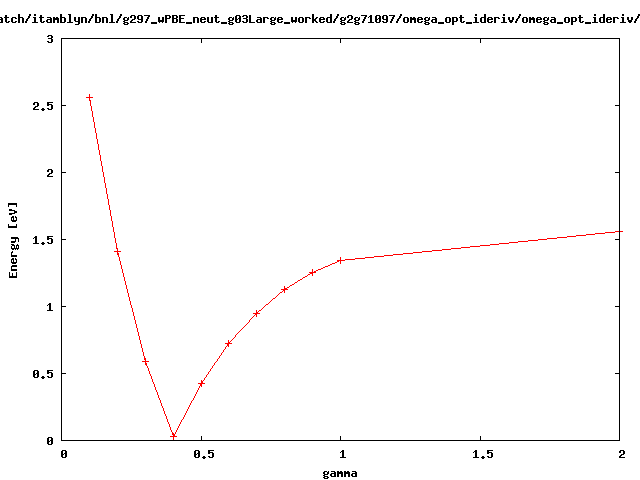 atch/itamblyn/bnl/g297_wPBE_neut_g03Large_worked/g2g71097/omega_opt_ideriv/omega_opt_ideriv/
3
2.5
2
1.5
1
0.5
0
Energy [eV]
0 0.5 1 1.5 2
gamma